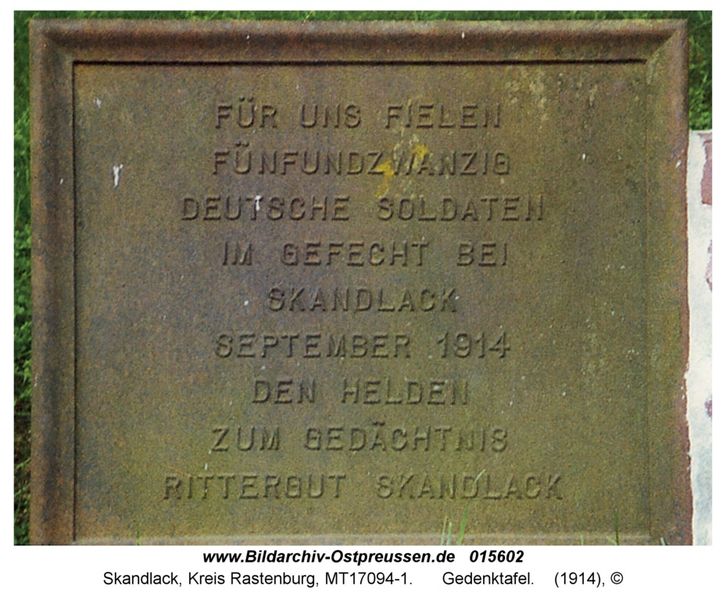 FÜR UNS FIELEN
FÜNFUNDZWANZIG
DEUTSCHE SOLDATEN
IM GEFECHT BEI
SKANDLACK
SEPTEMBER 1914
DEN HELDEN
ZUM GEDÄCHTNIS
RITTERGUT SKANDLACK
www.Bildarchiv-Ostpreussen.de 015602
Skandlack, Kreis Rastenburg, MT17094-1. Gedenktafel. (1914), ©